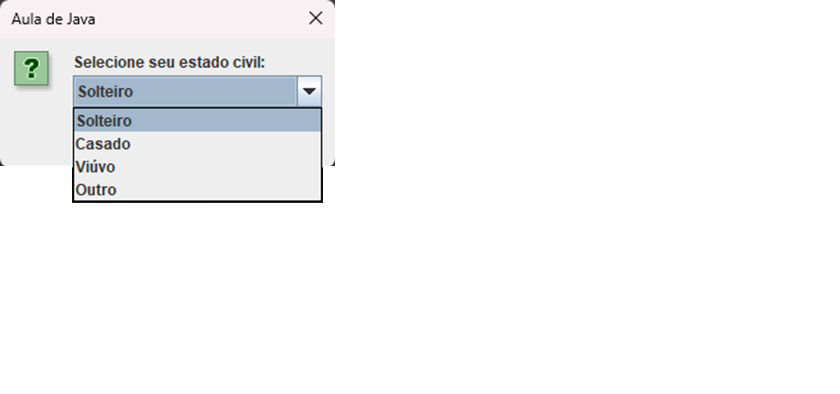 Aula de Java
?
Selecione seu estado civil:
Solteiro
Solteiro
Casado
Viúvo
Outro